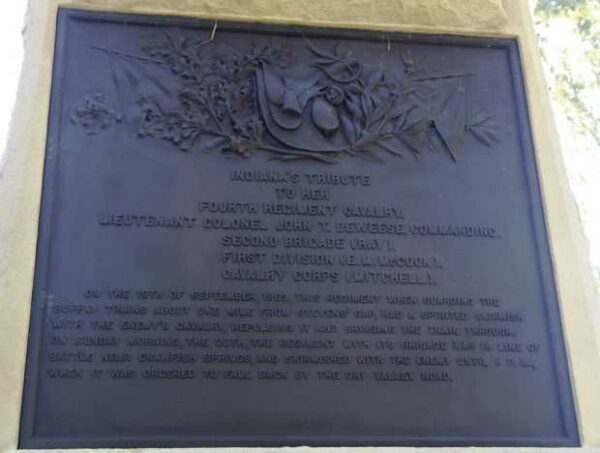 INDIANA'S TRIBUTE
TO HER
FOURTH REGIMENT CAVALRY.
LIEUTENANT COLONEL JOHN T. DEWEESE, COMMANDING.
SECOND BRIGADE (RAY).
FIRST DIVISION (E.M. McCOOK).
CAVALRY CORPS (MITCHELL).
ON THE OF SEPTEMBER 1863, THIS REGIMENT WHEN GUARDING THE
SUPPLY TRAINS ABOUT ONE MILE FROM STEVENS' GAP, HAD A SPIRITED SKIRMISH
WITH THE ENEMY'S CAVALRY, REPULSING IT AND BRINGING THE TRAIN THROUGH.
ON SUNDAY MORNING, THE 20TH, THE REGIMENT WITH ITS BRIGADE WAS IN LINE OF
BATTLE NEAR CRAWFISH SPRINGS, AND SKIRMISHED WITH THE ENEMY UNTIL 4 P.M.,
WHEN IT WAS ORDERED TO FALL BACK BY THE DRY VALLEY ROAD.